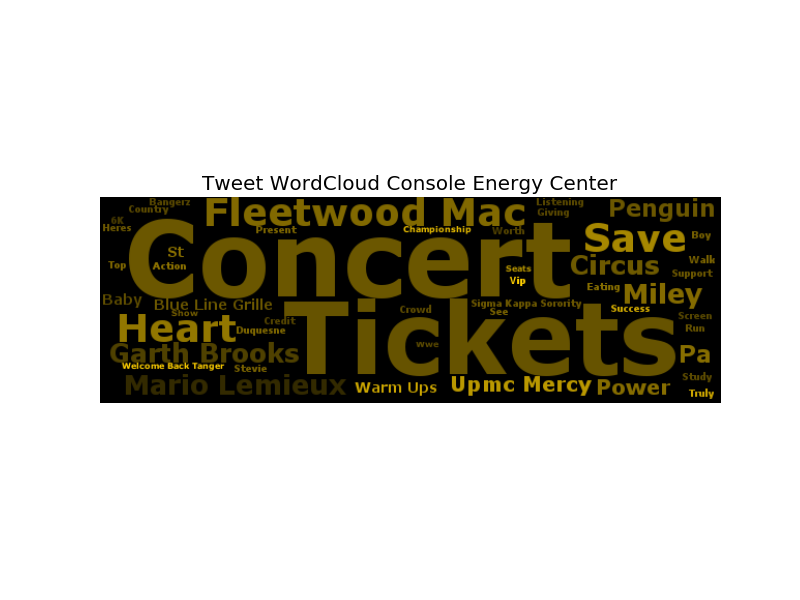 Tweet WordCloud Console Energy Center
Bangerz
Fleetwood Mac
Listening
Penguin
Country
Giving
6K
Heres
Present
Championship
Worth
Save
Boy
Concert
St
Top
Action
Seats
Vip
Circus
Walk
Support
Eating
Miley
Baby
Blue Line Grille
Sigma Kappa Sorority
Tickets
Show
Crowd
See
Success
Screen
Heart
Credit
Duquesne
Run
Wwe
Garth Brooks
Pa
Welcome Back Tanger
Stevie
Study
Mario Lemieux
Warm Ups
Upmc Mercy
Power
Truly